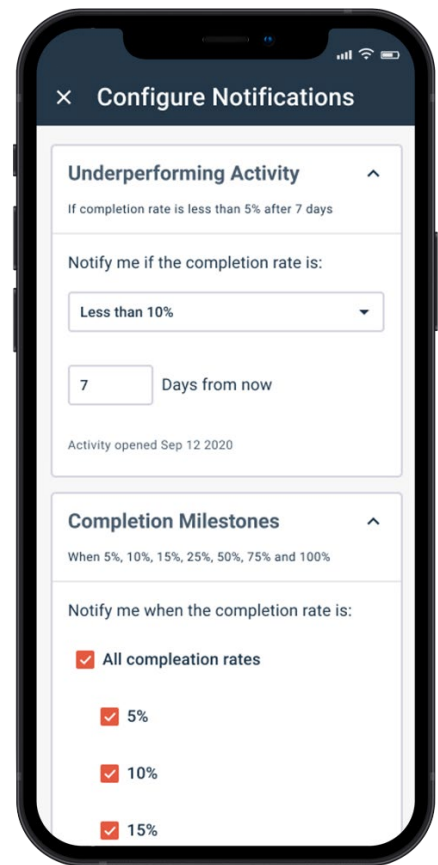 Configure Notifications
Underperforming Activity
If completion rate is less than 5% after 7 days
Notify me if the completion rate is:
Less than 10%
7 Days from now
Activity opened Sep 12 2020
Completion Milestones
When 5%, 10%, 15%, 25%, 50%, 75% and 100%
Notify me when the completion rate is:
All compleation rates
5%
10%
15%